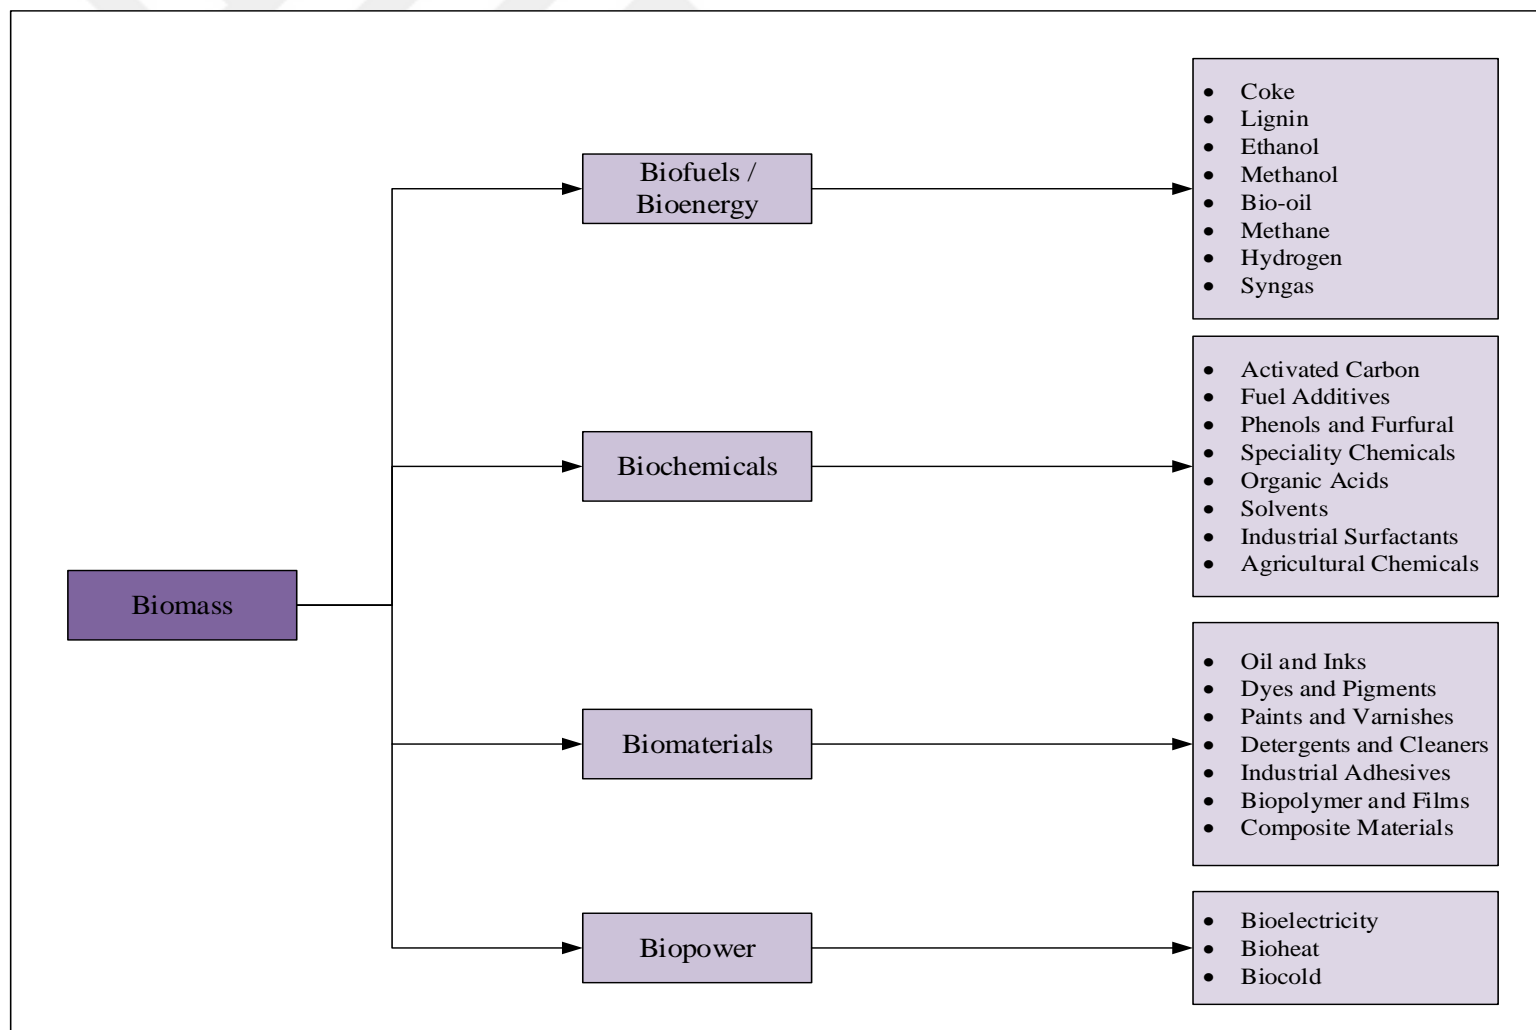 Biomass
Biofuels /
Bioenergy
• Coke
• Lignin
• Ethanol
• Methanol
• Bio-oil
• Methane
• Hydrogen
• Syngas
Biochemicals
• Activated Carbon
• Fuel Additives
• Phenols and Furfural
• Speciality Chemicals
• Organic Acids
• Solvents
• Industrial Surfactants
• Agricultural Chemicals
Biomaterials
• Oil and Inks
• Dyes and Pigments
• Paints and Varnishes
• Detergents and Cleaners
• Industrial Adhesives
• Biopolymer and Films
• Composite Materials
Biopower
• Bioelectricity
• Bioheat
• Biocold